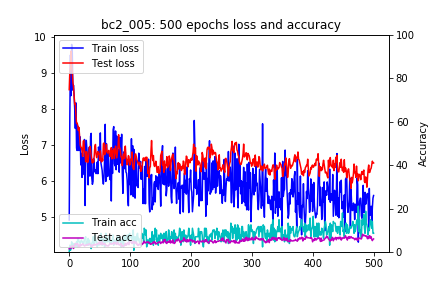 bc2_005: 500 epochs loss and accuracy
Train loss
Test loss
Train acc
Test acc
Loss
Accuracy
10
9
8
7
6
5
100
80
60
40
20
0
0
100
200
300
400
500